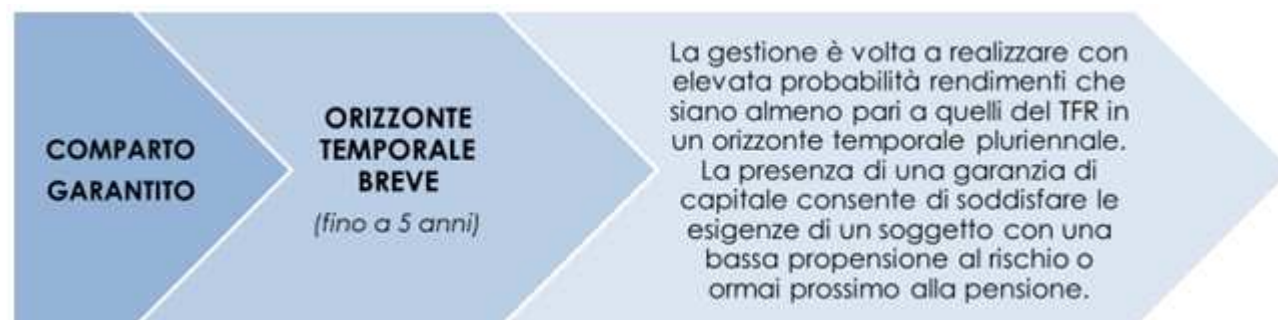 COMPARTO
GARANTITO
ORIZZONTE
TEMPORALE
BREVE
(fino a 5 anni)
La gestione è volta a realizzare con
elevata probabilità rendimenti che
siano almeno pari a quelli del TFR in
un orizzonte temporale pluriennale.
La presenza di una garanzia di
capitale consente di soddisfare le
esigenze di un soggetto con una
bassa propensione al rischio o
ormai prossimo alla pensione.